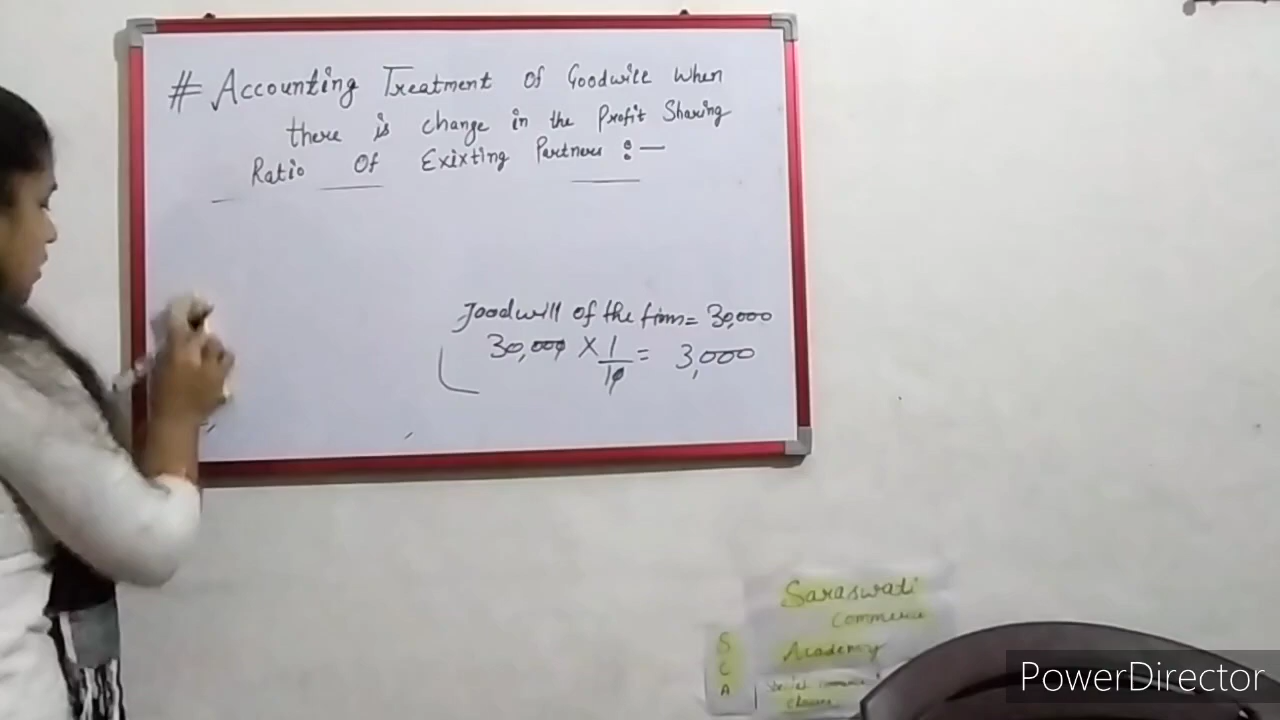 # Accounting Treatment Of Goodwill When
there is change in the Profit Sharing
Ratio Of Exixting Partners :—
Goodwill of the firm = 30,000
30,000 X 1/10 = 3,000
Saraswati
Commerce
Academy
S
C
A
classes
PowerDirector